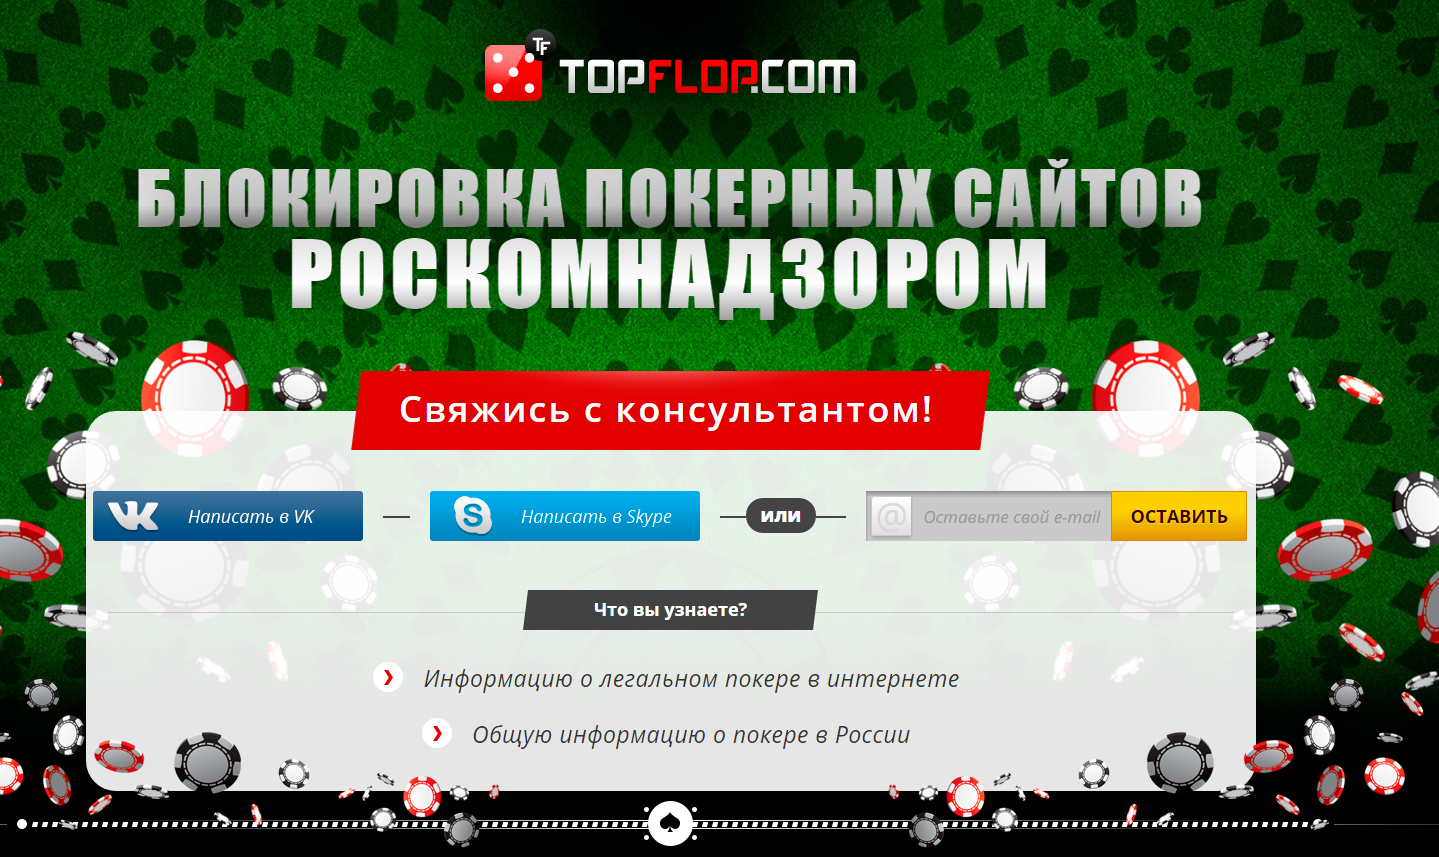 TF
TOPFLOP.COM
БЛОКИРОВКА ПОКЕРНЫХ САЙТОВ
РОСКОМНАДЗОРОМ
Свяжись с консультантом!
Написать в VK
Написать в Skype
или
@ Оставьте свой e-mail
ОСТАВИТЬ
Что вы узнаете?
Информацию о легальном покере в интернете
Общую информацию о покере в России